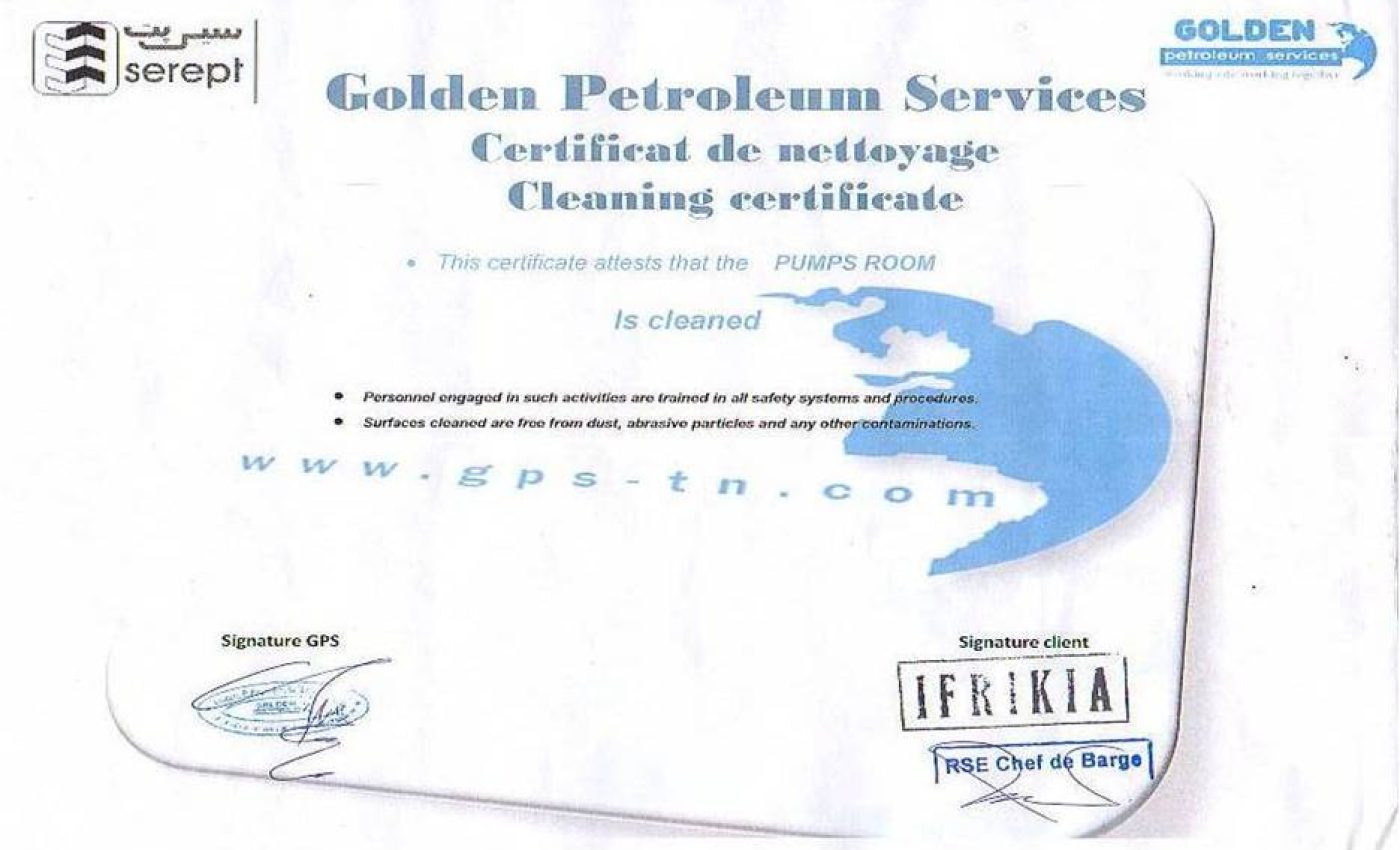 سيربت
serept
GOLDEN
petroleum services
Golden Petroleum Services
Certificat de nettoyage
Cleaning certificate
• This certificate attests that the PUMPS ROOM
Is cleaned
• Personnel engaged in such activities are trained in all safety systems and procedures.
• Surfaces cleaned are free from dust, abrasive particles and any other contaminations.
www.gps-tn.com
Signature GPS
Signature client
GOLDEN
IFRIKIA
RSE Chef de Barge